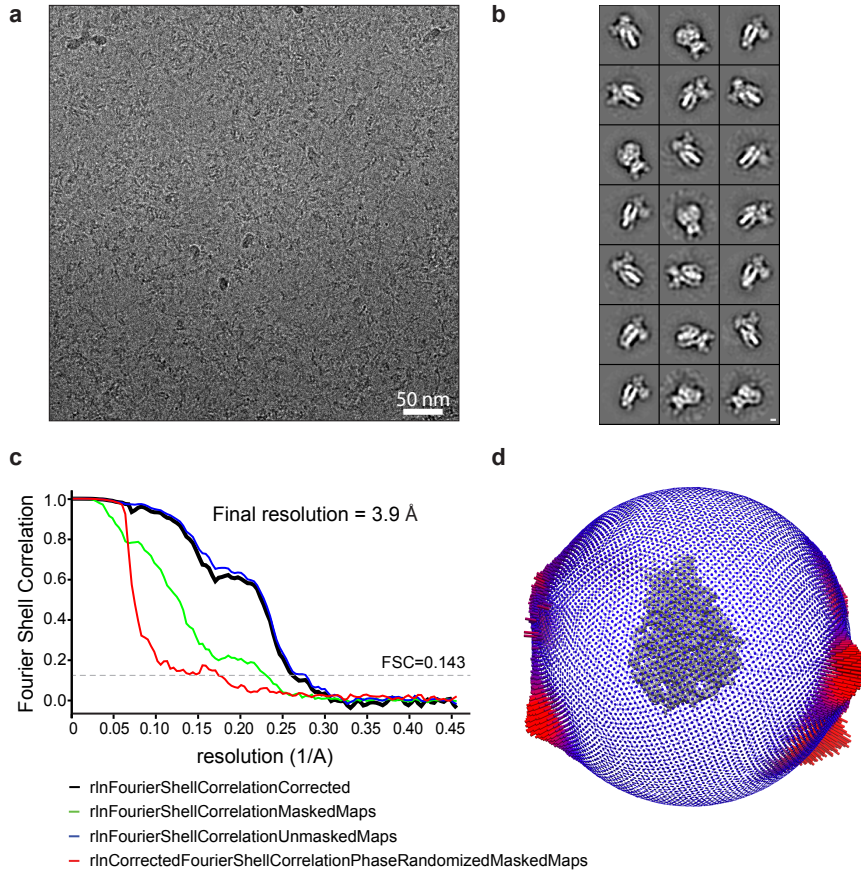 a
b
50 nm
c
d
Final resolution = 3.9 Å
FSC=0.143
Fourier Shell Correlation
1.0
0.8
0.6
0.4
0.2
0.0
0 0.05 0.10 0.15 0.20 0.25 0.30 0.35 0.40 0.45
resolution (1/A)
rlnFourierShellCorrelationCorrected
rlnFourierShellCorrelationMaskedMaps
rlnFourierShellCorrelationUnmaskedMaps
rlnCorrectedFourierShellCorrelationPhaseRandomizedMaskedMaps